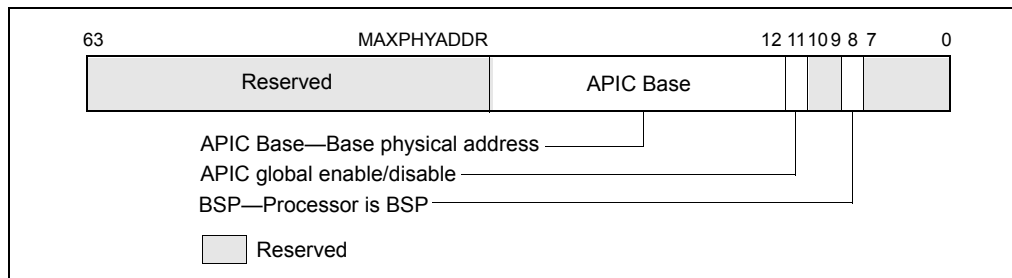 63 MAXPHYADDR 12 11 10 9 8 7 0
Reserved APIC Base
APIC Base—Base physical address
APIC global enable/disable
BSP—Processor is BSP
Reserved